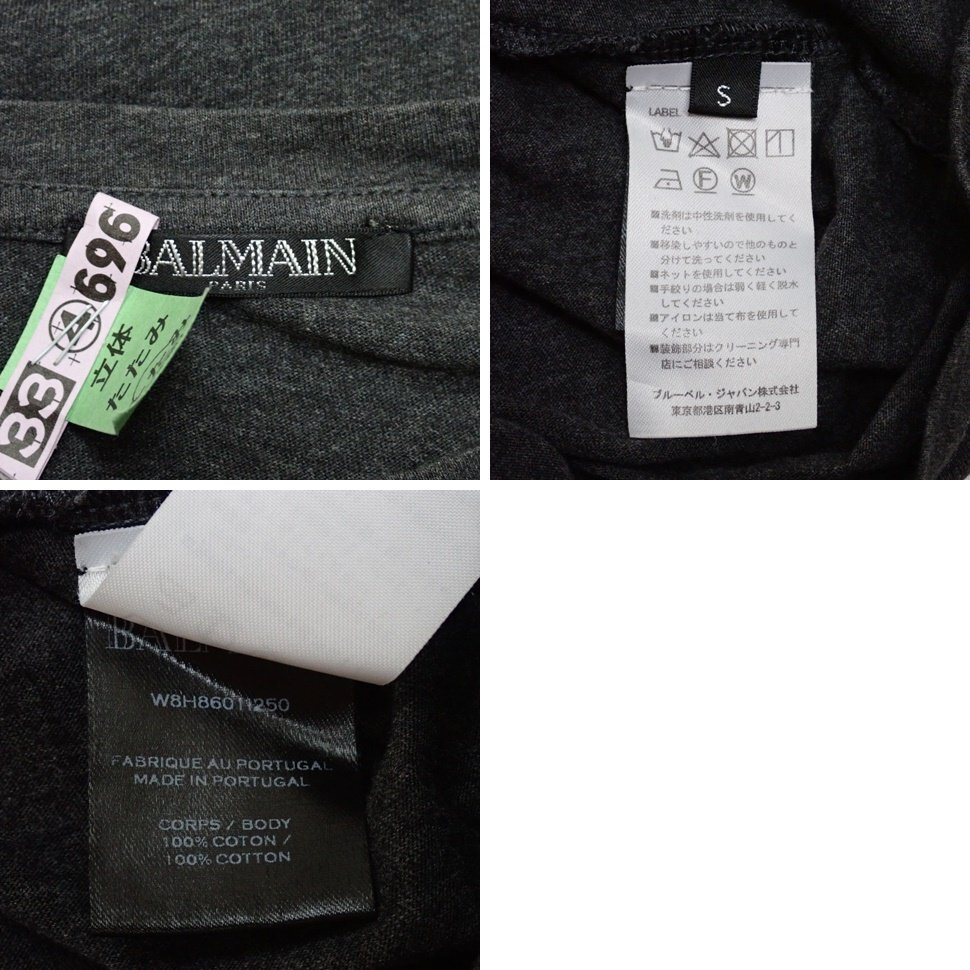 BALMAIN
PARIS
33 A 696
立体
たたみ
S
LABEL
F W
洗剤は中性洗剤を使用してく
ださい
移染しやすいので他のものと
分けて洗ってください
ネットを使用してください
手絞りの場合は弱く軽く脱水
してください
アイロンは当て布を使用して
ください
装飾部分はクリーニング専門
店にご相談ください
ブルーベル・ジャパン株式会社
東京都港区南青山2-2-3
W8H8601I250
FABRIQUE AU PORTUGAL
MADE IN PORTUGAL
CORPS / BODY
100% COTON /
100% COTTON